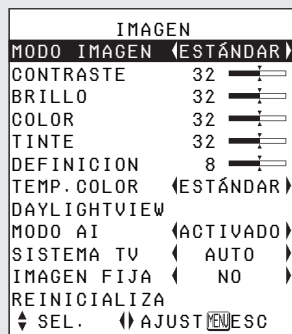 IMAGEN
MODO IMAGEN ESTÁNDAR
CONTRASTE 32
BRILLO 32
COLOR 32
TINTE 32
DEFINICION 8
TEMP.COLOR ESTÁNDAR
DAYLIGHTVIEW
MODO AI ACTIVADO
SISTEMA TV AUTO
IMAGEN FIJA NO
REINICIALIZA
SEL. AJUST MENU ESC